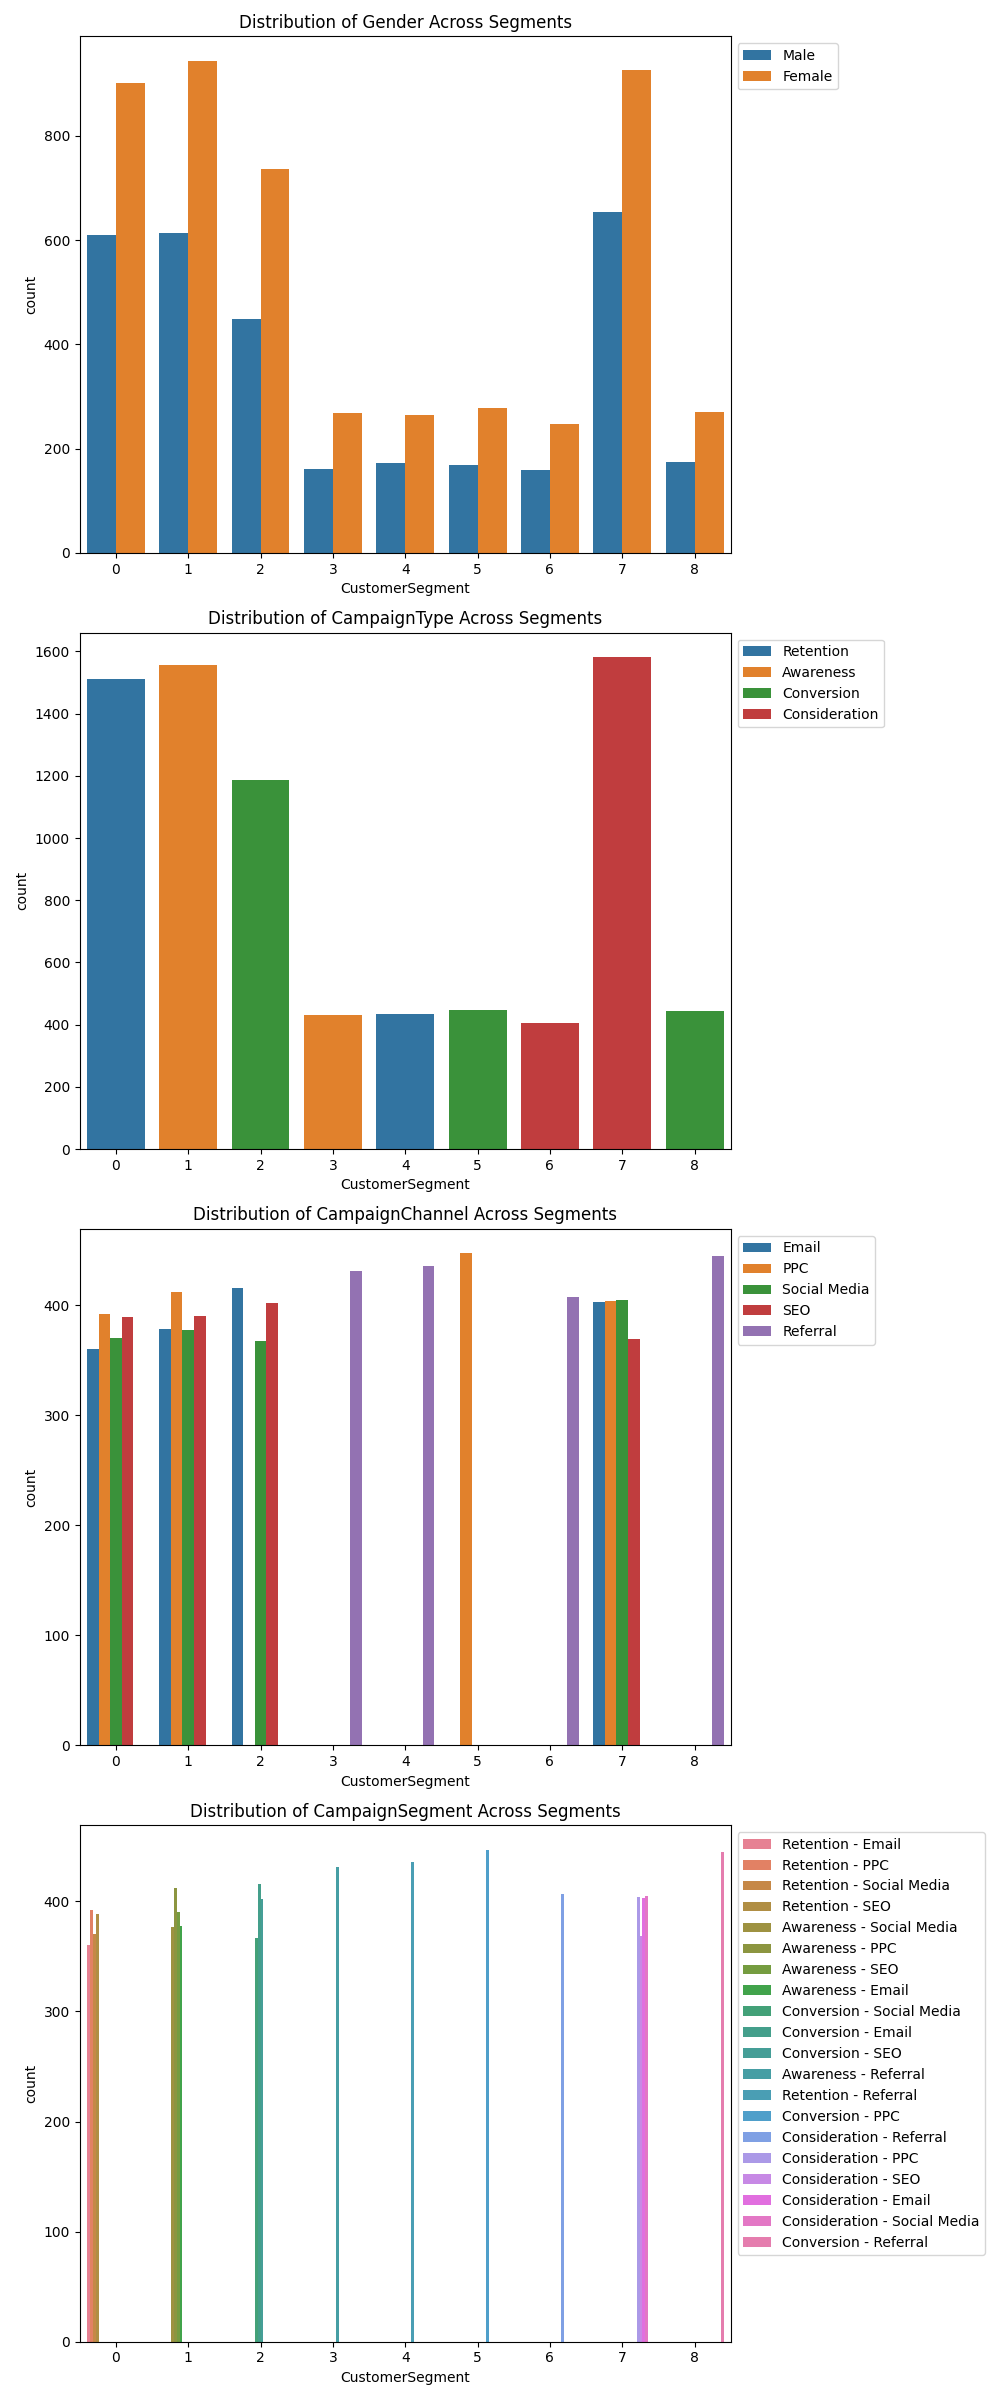 Distribution of Gender Across Segments
Male
Female
800
600
400
200
0
count
0 1 2 3 4 5 6 7 8
CustomerSegment
Distribution of CampaignType Across Segments
Retention
Awareness
Conversion
Consideration
1600
1400
1200
1000
800
600
400
200
0
count
0 1 2 3 4 5 6 7 8
CustomerSegment
Distribution of CampaignChannel Across Segments
Email
PPC
Social Media
SEO
Referral
400
300
200
100
0
count
0 1 2 3 4 5 6 7 8
CustomerSegment
Distribution of CampaignSegment Across Segments
Retention - Email
Retention - PPC
Retention - Social Media
Retention - SEO
Awareness - Social Media
Awareness - PPC
Awareness - SEO
Awareness - Email
Conversion - Social Media
Conversion - Email
Conversion - SEO
Awareness - Referral
Retention - Referral
Conversion - PPC
Consideration - Referral
Consideration - PPC
Consideration - SEO
Consideration - Email
Consideration - Social Media
Conversion - Referral
400
300
200
100
0
count
0 1 2 3 4 5 6 7 8
CustomerSegment